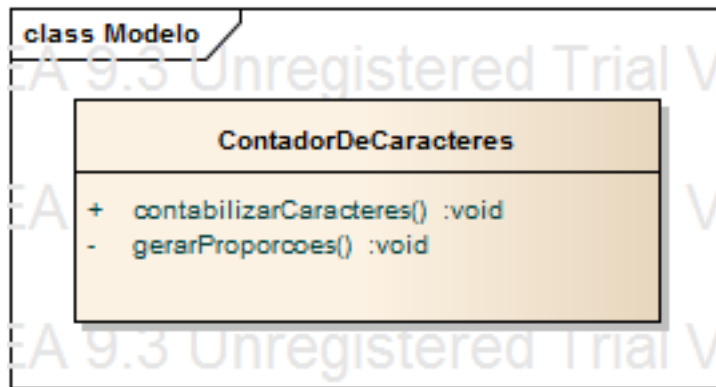 class Modelo
EA 9.3 Unregistered Trial V
ContadorDeCaracteres
EA V
+ contabilizarCaracteres() :void
- gerarProporcoes() :void
EA 9.3 Unregistered Trial V